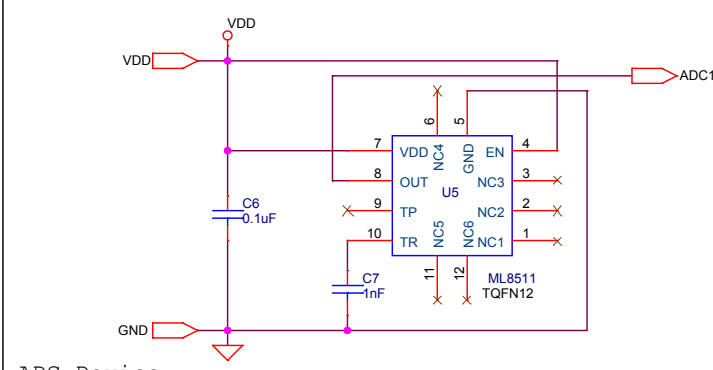 VDD
VDD
ADC1
6
5
NC4
GND
7
VDD
EN
4
8
OUT
NC3
3
U5
9
TP
NC2
2
10
TR
NC5
NC6
NC1
1
11
12
C6
0.1uF
C7
1nF
ML8511
TQFN12
GND